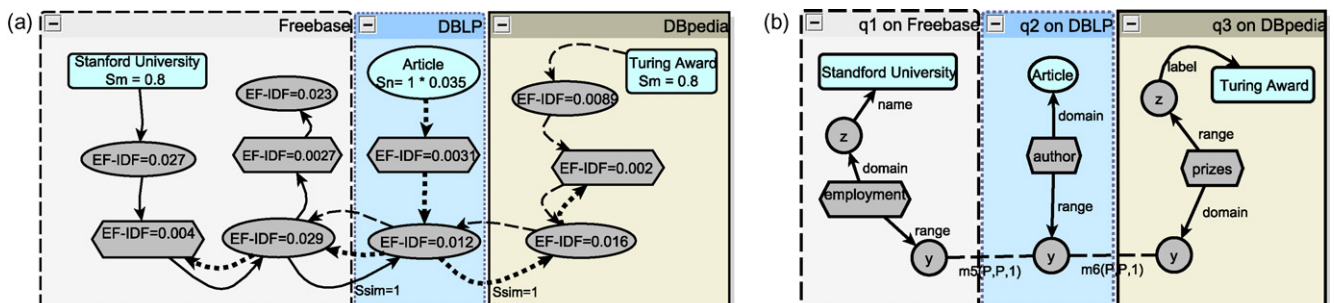 (a)
Freebase
DBLP
DBpedia
Stanford University
Sm = 0.8
EF-IDF=0.023
Article
Sn= 1 * 0.035
Turing Award
Sm = 0.8
EF-IDF=0.0089
EF-IDF=0.027
EF-IDF=0.0027
EF-IDF=0.0031
EF-IDF=0.002
EF-IDF=0.004
EF-IDF=0.029
EF-IDF=0.012
EF-IDF=0.016
Ssim=1
Ssim=1
(b)
q1 on Freebase
q2 on DBLP
q3 on DBpedia
Standford University
name
z
domain
employment
range
y
Article
domain
author
range
y
label
z
Turing Award
range
prizes
domain
y
m5(P,P,1)
m6(P,P,1)